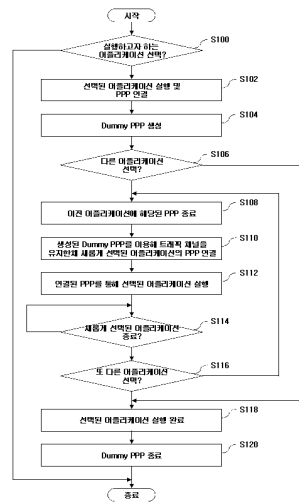 시작
S100
실행하고자 하는
어플리케이션 선택?
S102
선택된 어플리케이션 실행 및
PPP 연결
S104
Dummy PPP 생성
S106
다른 어플리케이션
선택?
S108
이전 어플리케이션에 해당된 PPP 종료
S110
생성된 Dummy PPP를 이용해 트래픽 채널을
유지한채 새롭게 선택된 어플리케이션의 PPP 연결
S112
연결된 PPP를 통해 선택된 어플리케이션 실행
S114
새롭게 선택된 어플리케이션
종료?
S116
또 다른 어플리케이션
선택?
S118
선택된 어플리케이션 실행 완료
S120
Dummy PPP 종료
종료